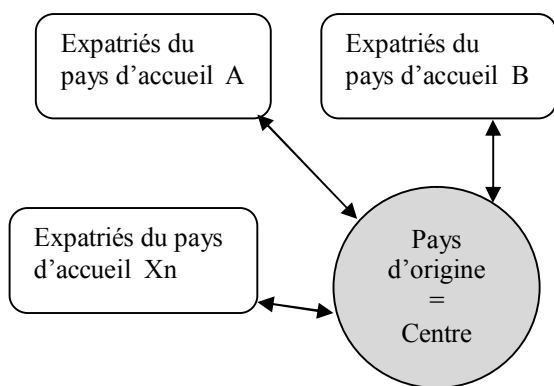 Expatriés du
pays d’accueil A
Expatriés du
pays d’accueil B
Expatriés du pays
d’accueil Xn
Pays
d’origine
=
Centre